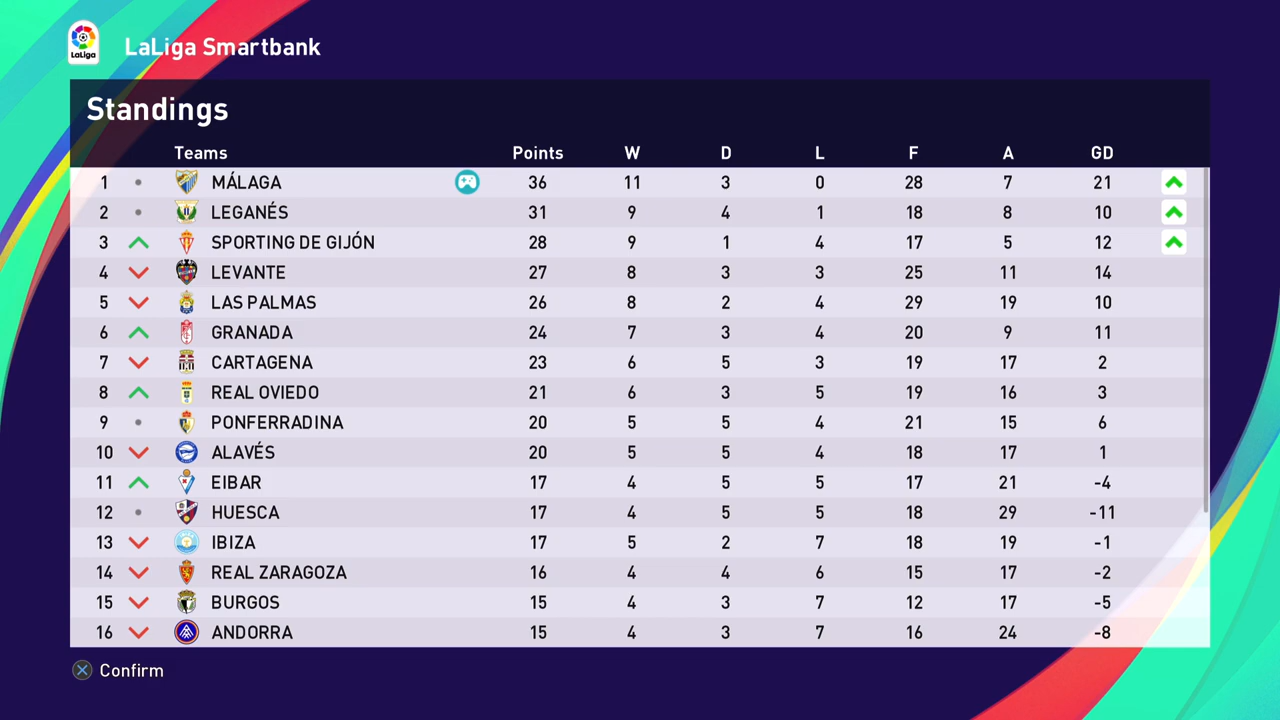 LaLiga LaLiga Smartbank
Standings
Teams Points W D L F A GD
1 MÁLAGA 36 11 3 0 28 7 21
2 LEGANÉS 31 9 4 1 18 8 10
3 SPORTING DE GIJÓN 28 9 1 4 17 5 12
4 LEVANTE 27 8 3 3 25 11 14
5 LAS PALMAS 26 8 2 4 29 19 10
6 GRANADA 24 7 3 4 20 9 11
7 CARTAGENA 23 6 5 3 19 17 2
8 REAL OVIEDO 21 6 3 5 19 16 3
9 PONFERRADINA 20 5 5 4 21 15 6
10 ALAVÉS 20 5 5 4 18 17 1
11 EIBAR 17 4 5 5 17 21 -4
12 HUESCA 17 4 5 5 18 29 -11
13 IBIZA 17 5 2 7 18 19 -1
14 REAL ZARAGOZA 16 4 4 6 15 17 -2
15 BURGOS 15 4 3 7 12 17 -5
16 ANDORRA 15 4 3 7 16 24 -8
Confirm